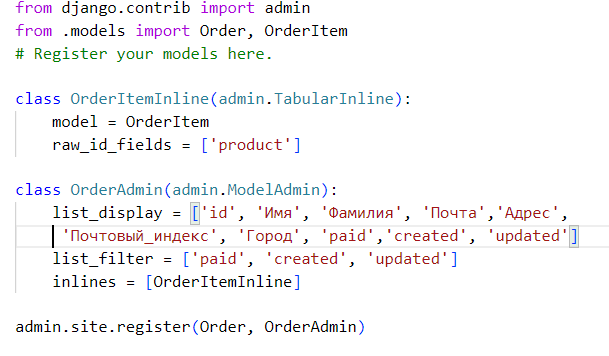 from django.contrib import admin
from .models import Order, OrderItem
# Register your models here.

class OrderItemInline(admin.TabularInline):
    model = OrderItem
    raw_id_fields = ['product']

class OrderAdmin(admin.ModelAdmin):
    list_display = ['id', 'Имя', 'Фамилия', 'Почта','Адрес',
     'Почтовый_индекс', 'Город', 'paid','created', 'updated']
    list_filter = ['paid', 'created', 'updated']
    inlines = [OrderItemInline]

admin.site.register(Order, OrderAdmin)